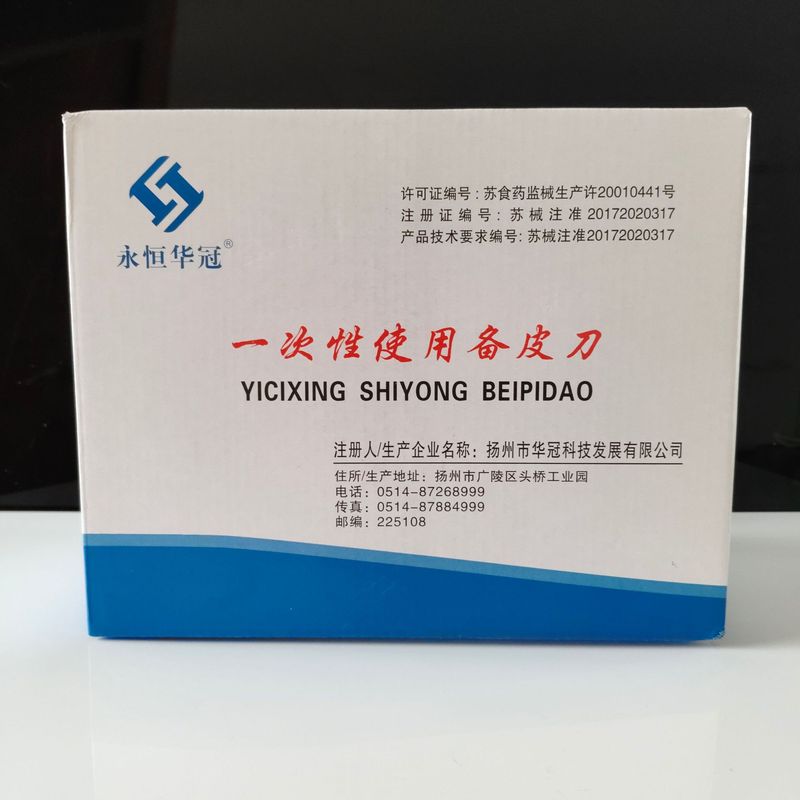 永恒华冠®
许可证编号：苏食药监械生产许20010441号
注册证编号：苏械注准20172020317
产品技术要求编号：苏械注准20172020317
一次性使用备皮刀
YICIXING SHIYONG BEIPIDAO
注册人/生产企业名称：扬州市华冠科技发展有限公司
住所/生产地址：扬州市广陵区头桥工业园
电话：0514-87268999
传真：0514-87884999
邮编：225108